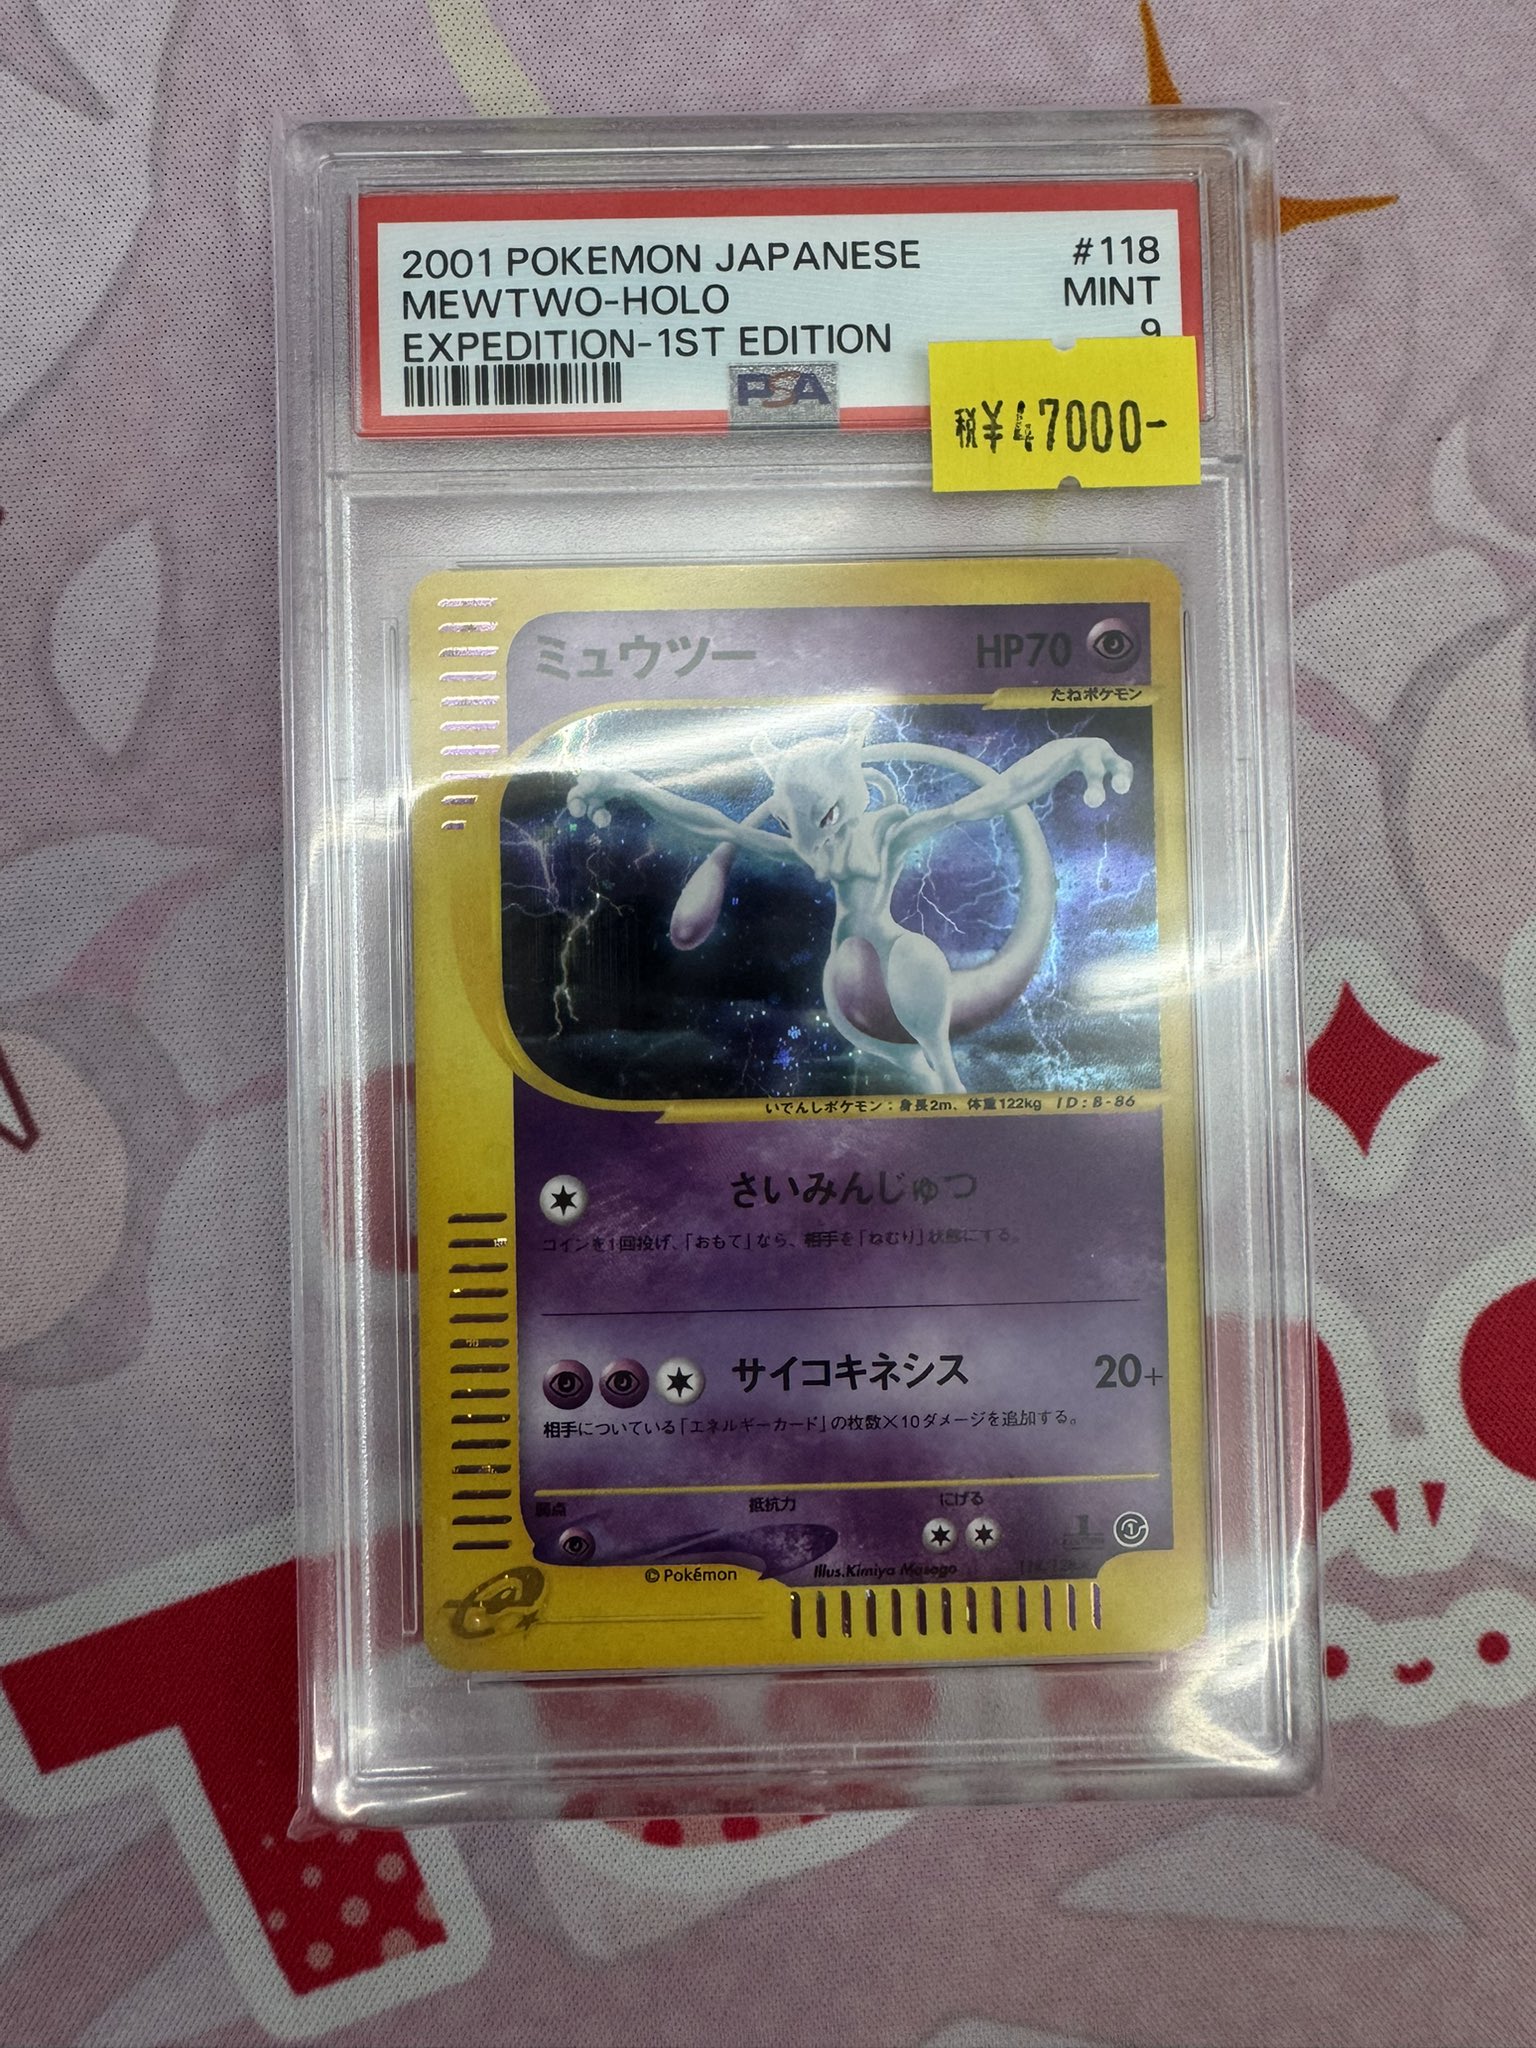 2001 POKEMON JAPANESE #118
MEWTWO-HOLO MINT
EXPEDITION-1ST EDITION 9
PSA
税¥47000-
ミュウツー HP70
たねポケモン
いでんしポケモン：身長2m、体重122kg ID:B-86
さいみんじゅつ
コインを1回投げ、「おもて」なら、相手を「ねむり」状態にする。
サイコキネシス 20+
相手についている「エネルギーカード」の枚数×10ダメージを追加する。
弱点 抵抗力 にげる
1
©Pokémon Illus.Kimiya Masago
e